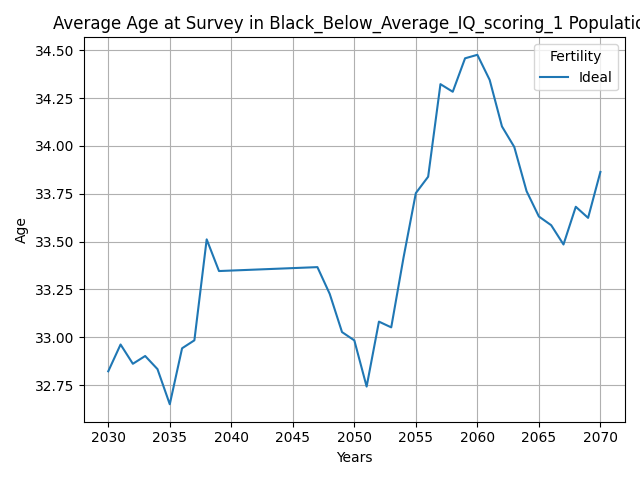 Average Age at Survey in Black_Below_Average_IQ_scoring_1 Populatio
Fertility
Ideal
34.50
34.25
34.00
33.75
33.50
33.25
33.00
32.75
Age
2030 2035 2040 2045 2050 2055 2060 2065 2070
Years